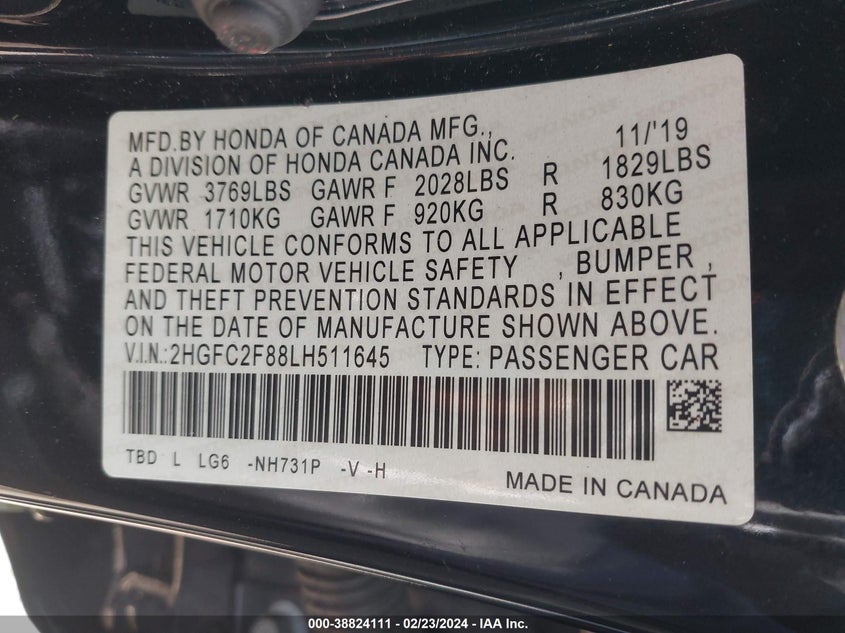 MFD.BY HONDA OF CANADA MFG., 11/'19
A DIVISION OF HONDA CANADA INC.
GVWR 3769LBS GAWR F 2028LBS R 1829LBS
GVWR 1710KG GAWR F 920KG R 830KG
THIS VEHICLE CONFORMS TO ALL APPLICABLE
FEDERAL MOTOR VEHICLE SAFETY , BUMPER ,
AND THEFT PREVENTION STANDARDS IN EFFECT
ON THE DATE OF MANUFACTURE SHOWN ABOVE.
V.I.N.:2HGFC2F88LH511645 TYPE: PASSENGER CAR
TBD L LG6 -NH731P -V -H
MADE IN CANADA
000-38824111 - 02/23/2024 - IAA Inc.